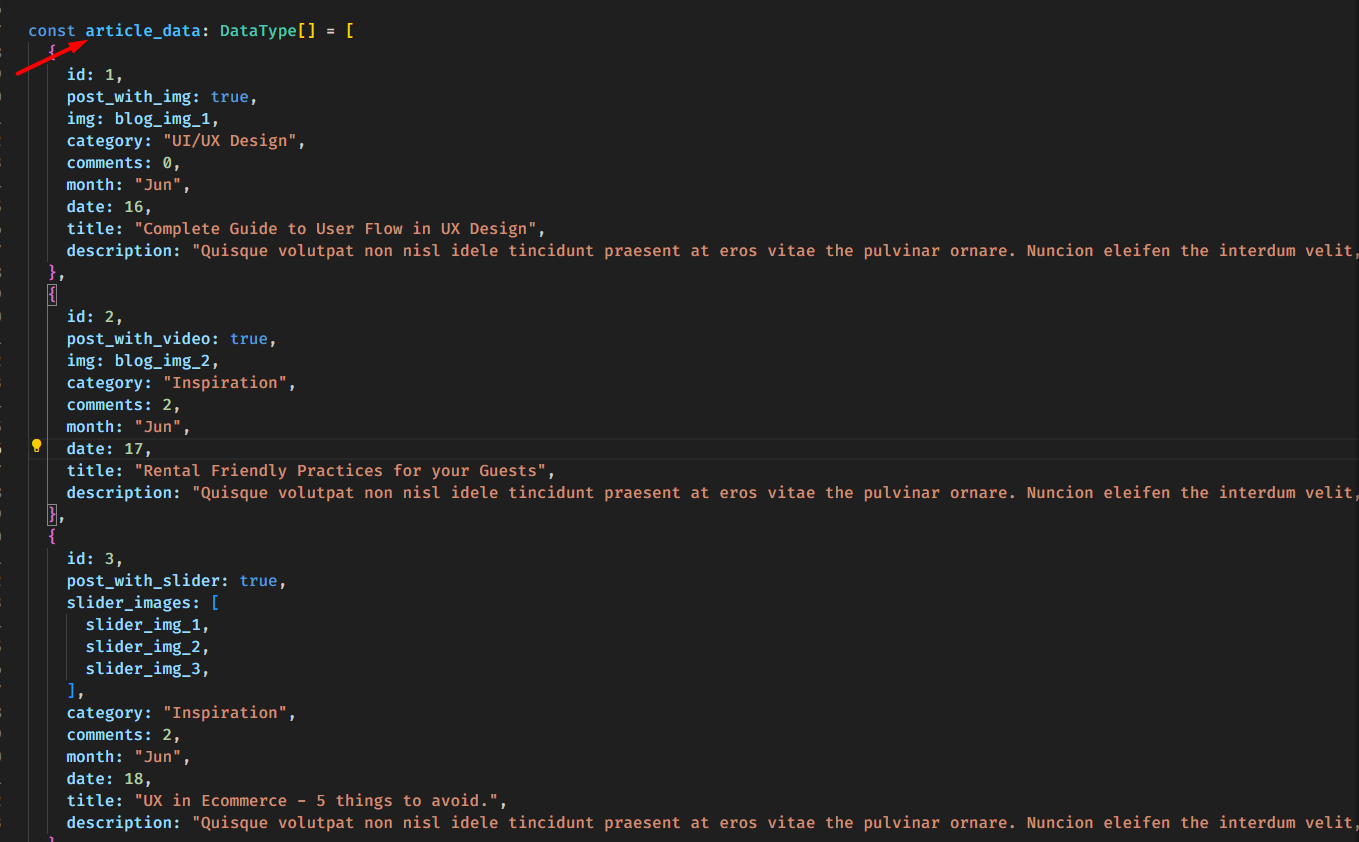 const article_data: DataType[] = [
{
id: 1,
post_with_img: true,
img: blog_img_1,
category: "UI/UX Design",
comments: 0,
month: "Jun",
date: 16,
title: "Complete Guide to User Flow in UX Design",
description: "Quisque volutpat non nisl idele tincidunt praesent at eros vitae the pulvinar ornare. Nuncion eleifen the interdum velit,
},
{
id: 2,
post_with_video: true,
img: blog_img_2,
category: "Inspiration",
comments: 2,
month: "Jun",
date: 17,
title: "Rental Friendly Practices for your Guests",
description: "Quisque volutpat non nisl idele tincidunt praesent at eros vitae the pulvinar ornare. Nuncion eleifen the interdum velit,
},
{
id: 3,
post_with_slider: true,
slider_images: [
slider_img_1,
slider_img_2,
slider_img_3,
],
category: "Inspiration",
comments: 2,
month: "Jun",
date: 18,
title: "UX in Ecommerce - 5 things to avoid.",
description: "Quisque volutpat non nisl idele tincidunt praesent at eros vitae the pulvinar ornare. Nuncion eleifen the interdum velit,